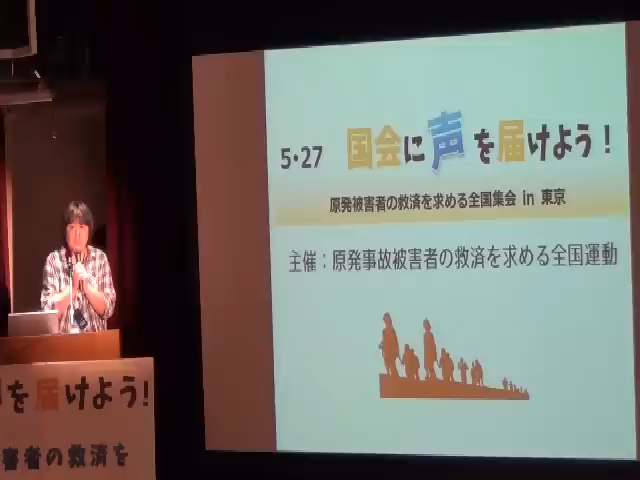 5・27 国会に声を届けよう！
原発被害者の救済を求める全国集会 in 東京
主催：原発事故被害者の救済を求める全国運動
を届けよう!
害者の救済を